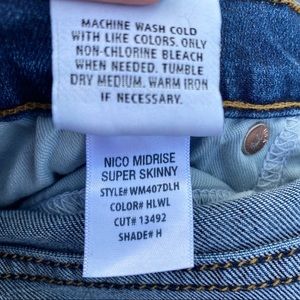 MACHINE WASH COLD
WITH LIKE COLORS. ONLY
NON-CHLORINE BLEACH
WHEN NEEDED. TUMBLE
DRY MEDIUM. WARM IRON
IF NECESSARY.
NICO MIDRISE
SUPER SKINNY
STYLE# WM407DLH
COLOR# HLWL
CUT# 13492
SHADE# H